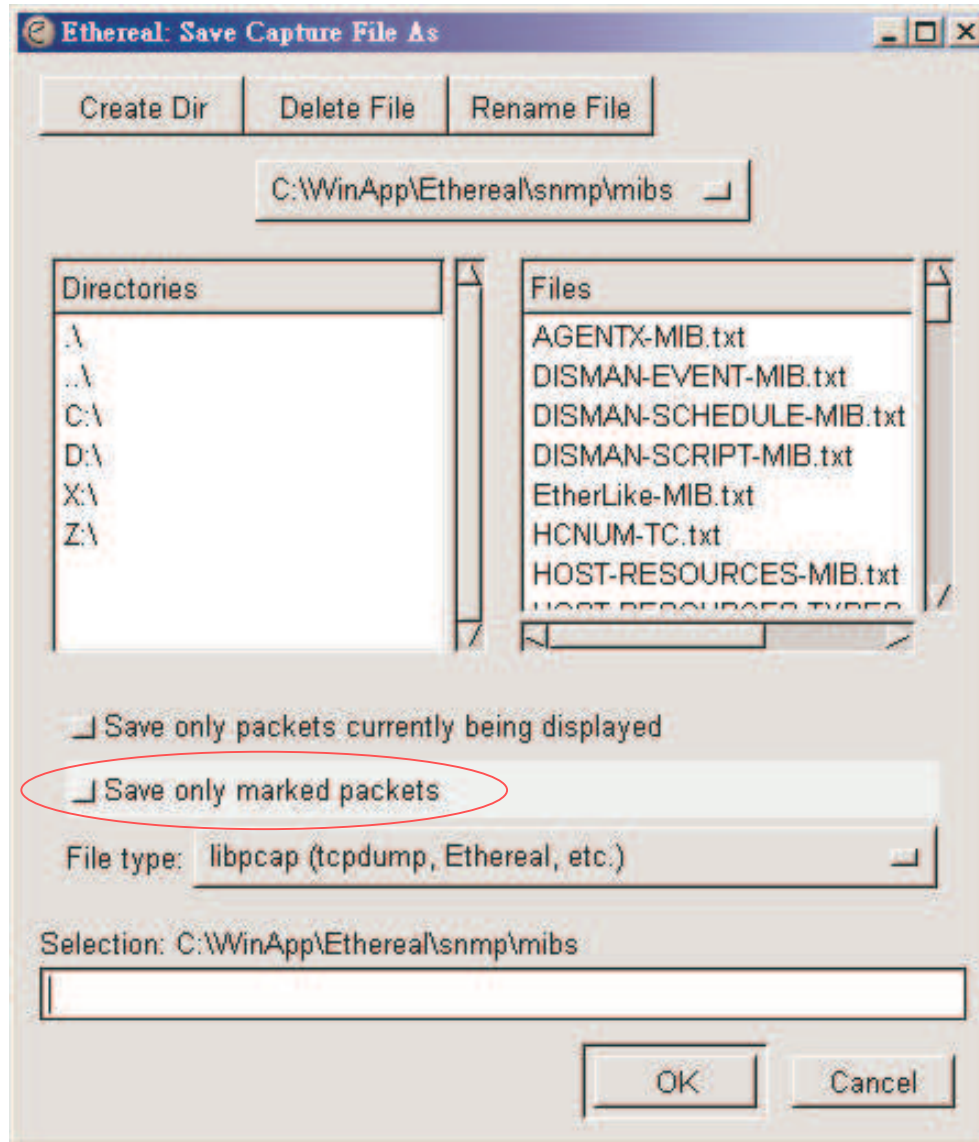 Ethereal: Save Capture File As
Create Dir Delete File Rename File
C:\WinApp\Ethereal\snmp\mibs
Directories
.\
..\
C:\
D:\
X:\
Z:\
Files
AGENTX-MIB.txt
DISMAN-EVENT-MIB.txt
DISMAN-SCHEDULE-MIB.txt
DISMAN-SCRIPT-MIB.txt
EtherLike-MIB.txt
HCNUM-TC.txt
HOST-RESOURCES-MIB.txt
Save only packets currently being displayed
Save only marked packets
File type: libpcap (tcpdump, Ethereal, etc.)
Selection: C:\WinApp\Ethereal\snmp\mibs
OK Cancel